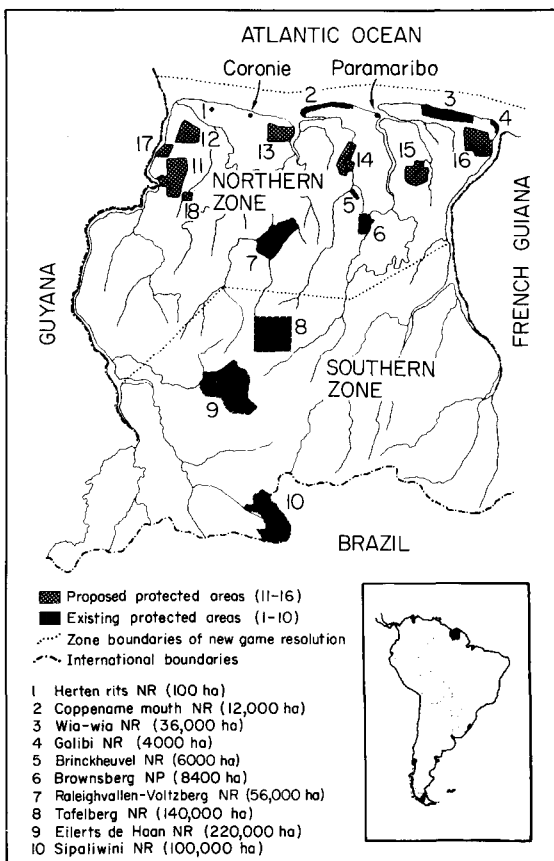 ATLANTIC OCEAN
Coronie Paramaribo
1
2
3
4
17
12
13
14
15
16
11
18
NORTHERN
ZONE
5
6
7
GUYANA
FRENCH GUIANA
8
SOUTHERN
ZONE
9
10
BRAZIL
Proposed protected areas (11-16)
Existing protected areas (1-10)
Zone boundaries of new game resolution
International boundaries
1 Herten rits NR (100 ha)
2 Coppename mouth NR (12,000 ha)
3 Wia-wia NR (36,000 ha)
4 Galibi NR (4000 ha)
5 Brinckheuvel NR (6000 ha)
6 Brownsberg NP (8400 ha)
7 Raleighvallen-Voltzberg NR (56,000 ha)
8 Tafelberg NR (140,000 ha)
9 Eilerts de Haan NR (220,000 ha)
10 Sipaliwini NR (100,000 ha)